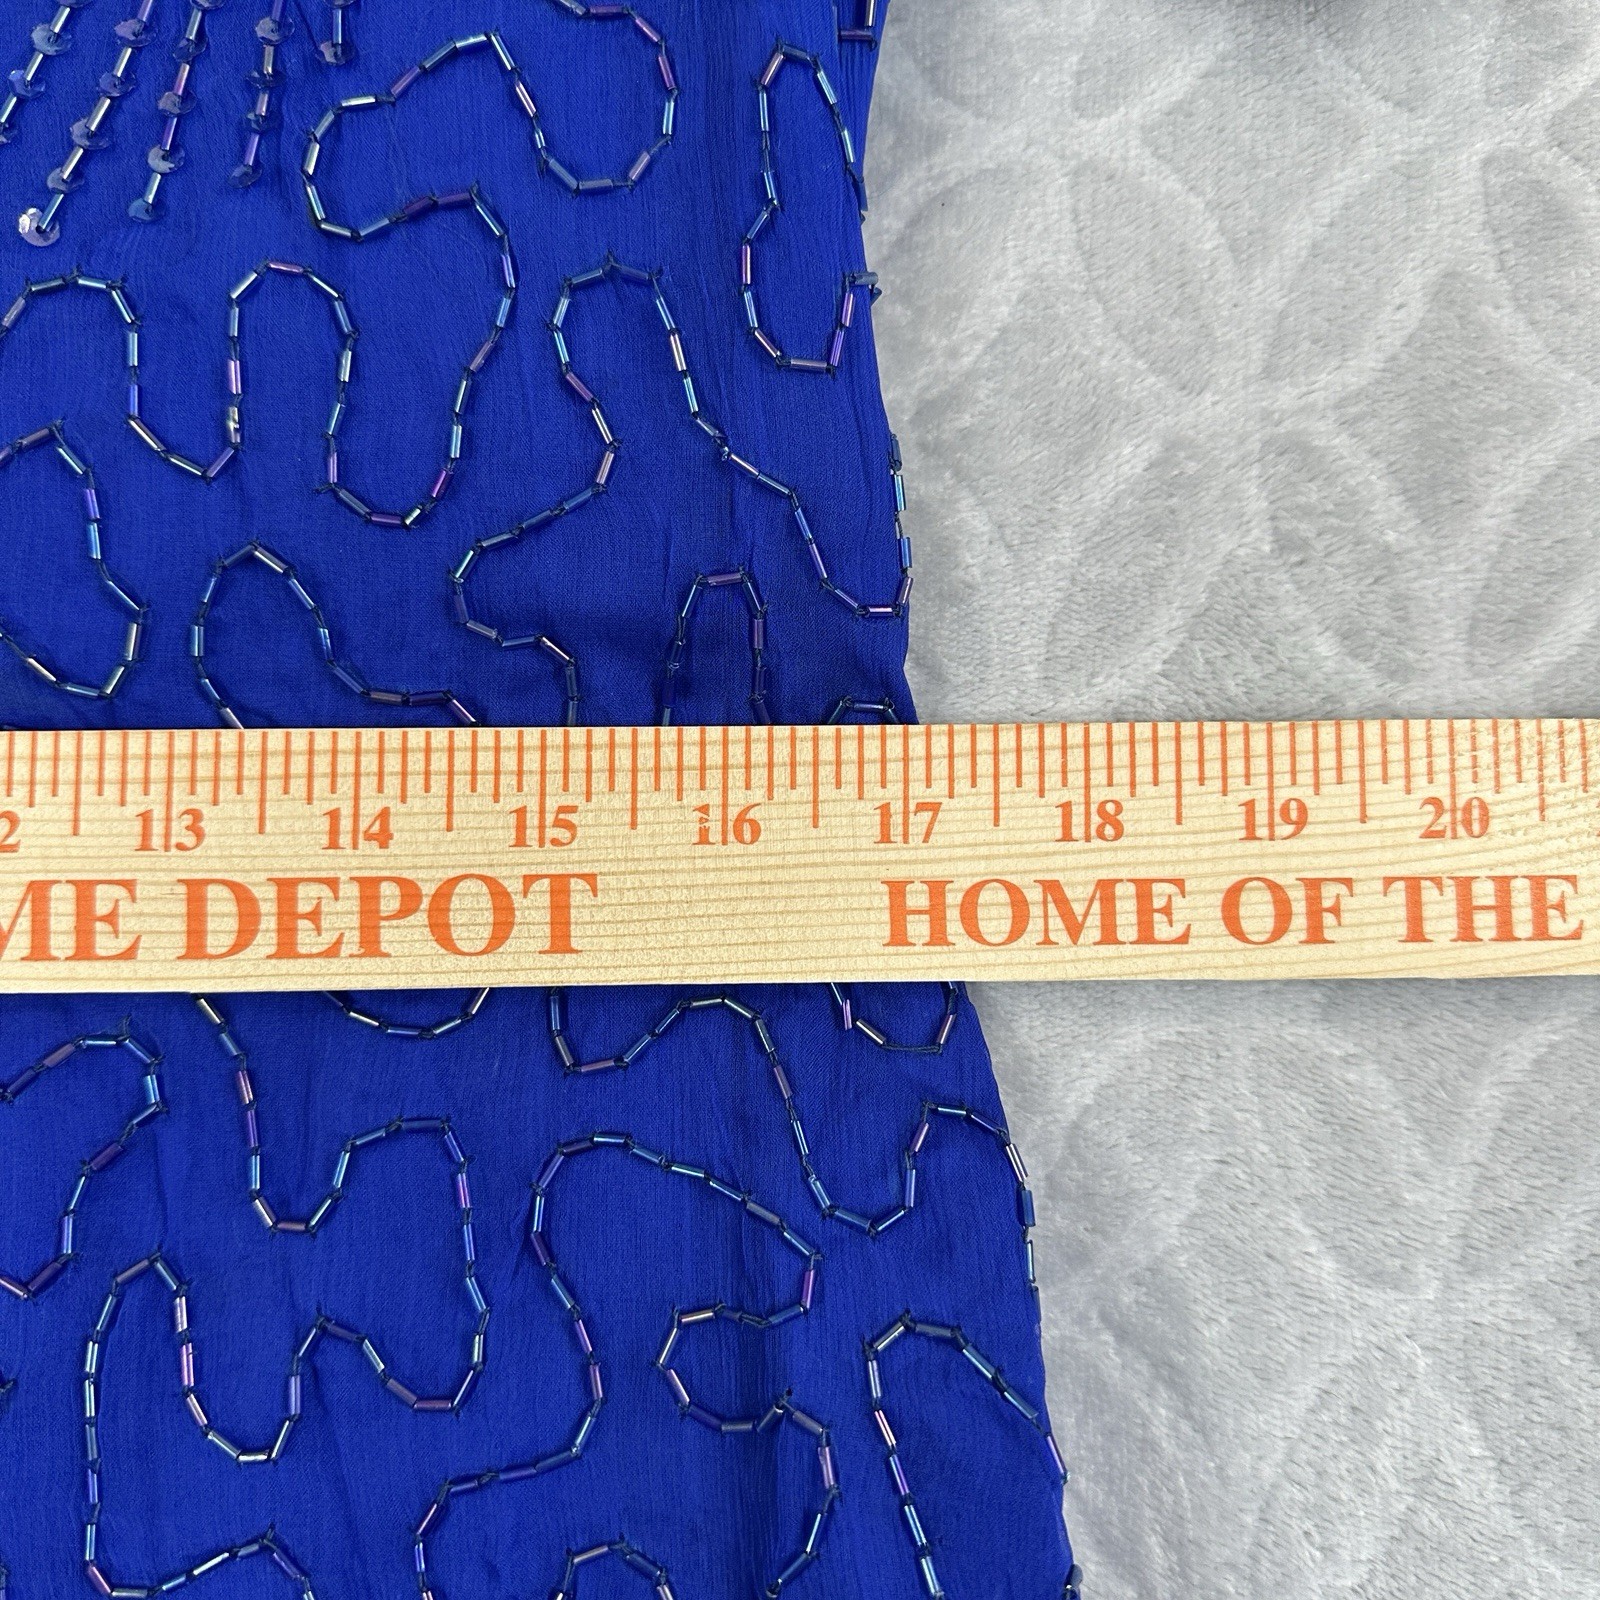 2 13 14 15 16 17 18 19 20
ME DEPOT HOME OF THE